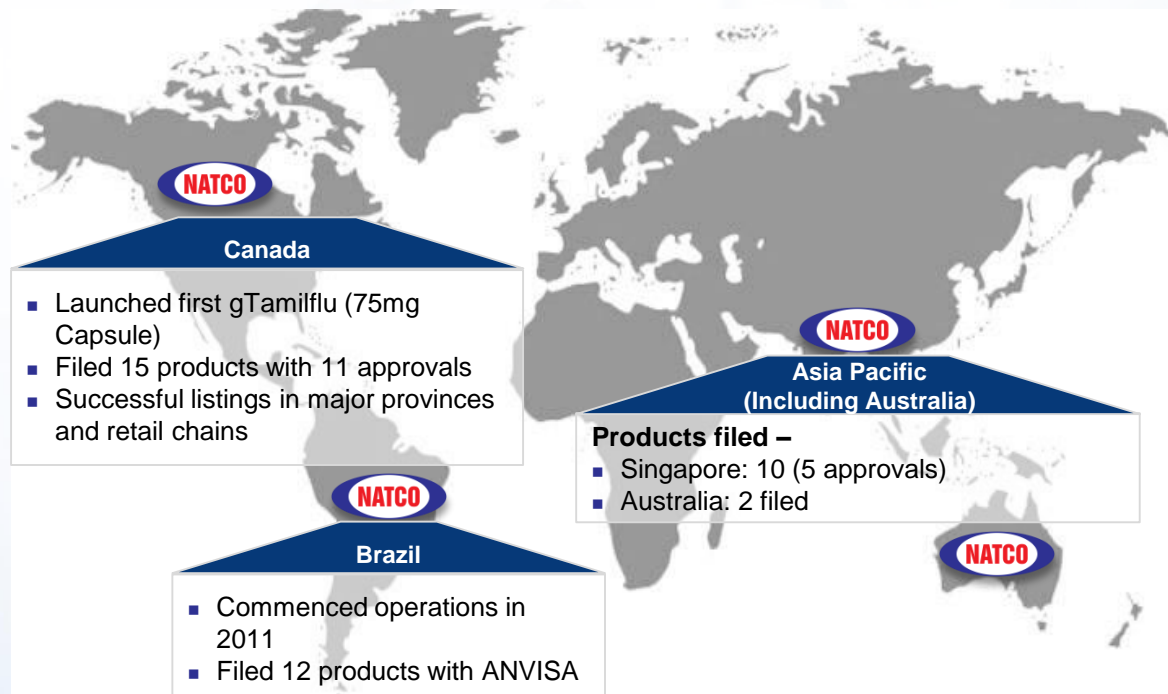 NATCO
Canada
Launched first gTamilflu (75mg
Capsule)
Filed 15 products with 11 approvals
Successful listings in major provinces
and retail chains
NATCO
Asia Pacific
(Including Australia)
Products filed –
Singapore: 10 (5 approvals)
Australia: 2 filed
NATCO
Brazil
Commenced operations in
2011
Filed 12 products with ANVISA
NATCO